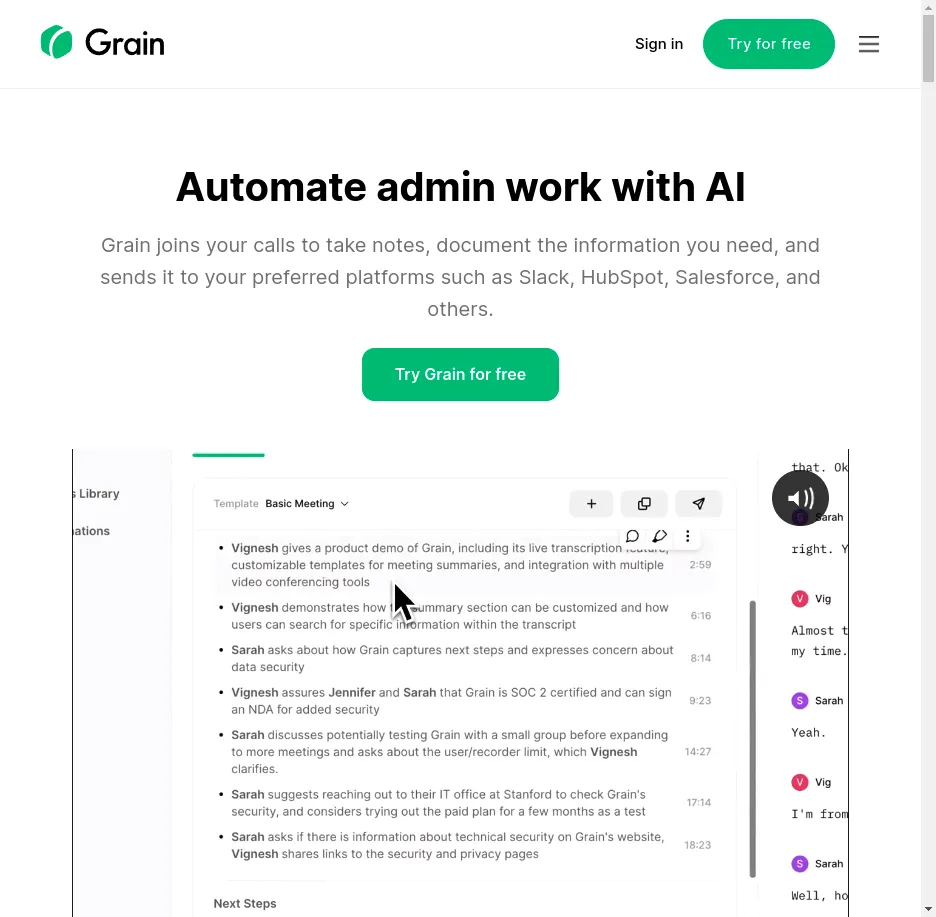 Grain
Sign in
Try for free
Automate admin work with AI
Grain joins your calls to take notes, document the information you need, and
sends it to your preferred platforms such as Slack, HubSpot, Salesforce, and
others.
Try Grain for free
s Library
ations
Template Basic Meeting
Vignesh gives a product demo of Grain, including its live transcription feature,
customizable templates for meeting summaries, and integration with multiple
video conferencing tools
2:59
Vignesh demonstrates how summary section can be customized and how
users can search for specific information within the transcript
6:16
Sarah asks about how Grain captures next steps and expresses concern about
data security
8:14
Vignesh assures Jennifer and Sarah that Grain is SOC 2 certified and can sign
an NDA for added security
9:23
Sarah discusses potentially testing Grain with a small group before expanding
to more meetings and asks about the user/recorder limit, which Vignesh
clarifies.
14:27
Sarah suggests reaching out to their IT office at Stanford to check Grain's
security, and considers trying out the paid plan for a few months as a test
17:14
Sarah asks if there is information about technical security on Grain's website,
Vignesh shares links to the security and privacy pages
18:23
Next Steps
that. Ok
Sarah
right. Y
V Vig
Almost t
my time.
S Sarah
Yeah.
V Vig
I'm from
S Sarah
Well, ho